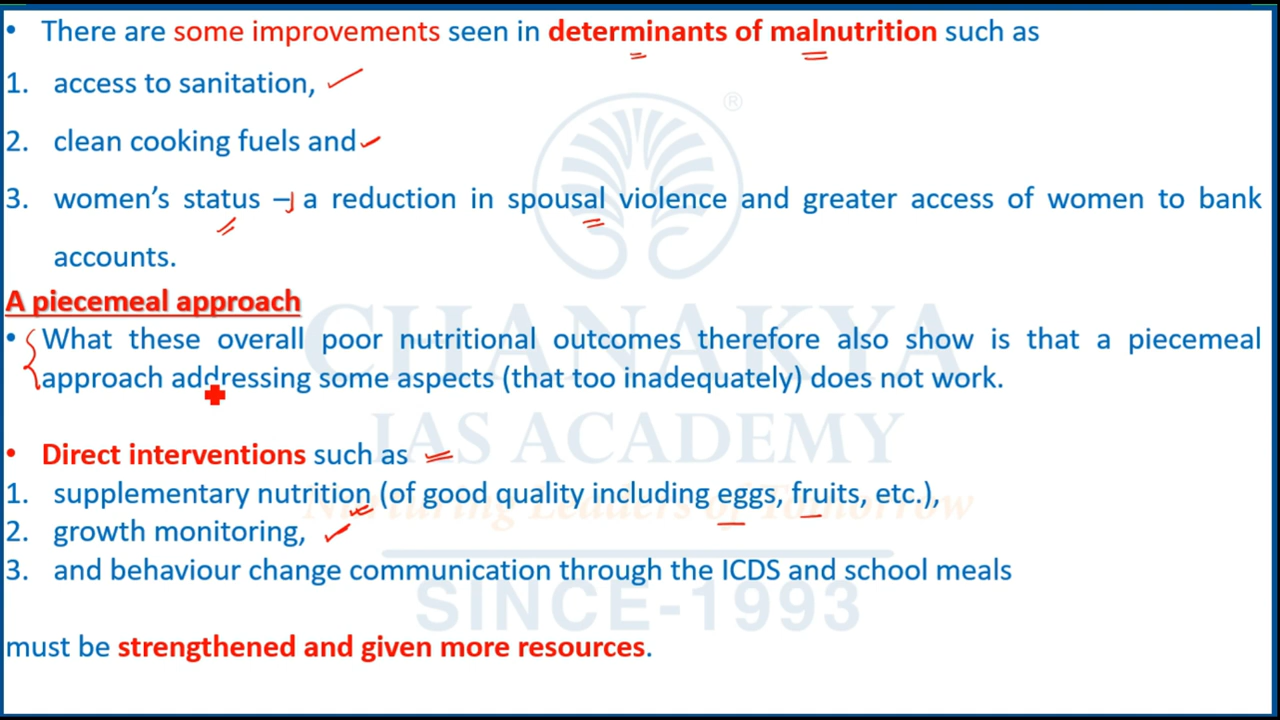 • There are some improvements seen in determinants of malnutrition such as
1. access to sanitation,
2. clean cooking fuels and
3. women's status – a reduction in spousal violence and greater access of women to bank
accounts.
A piecemeal approach
• What these overall poor nutritional outcomes therefore also show is that a piecemeal
approach addressing some aspects (that too inadequately) does not work.
• Direct interventions such as
1. supplementary nutrition (of good quality including eggs, fruits, etc.),
2. growth monitoring,
3. and behaviour change communication through the ICDS and school meals
must be strengthened and given more resources.
®
CHANAKYA
IAS ACADEMY
Nurturing Leaders of Tomorrow
SINCE-1993